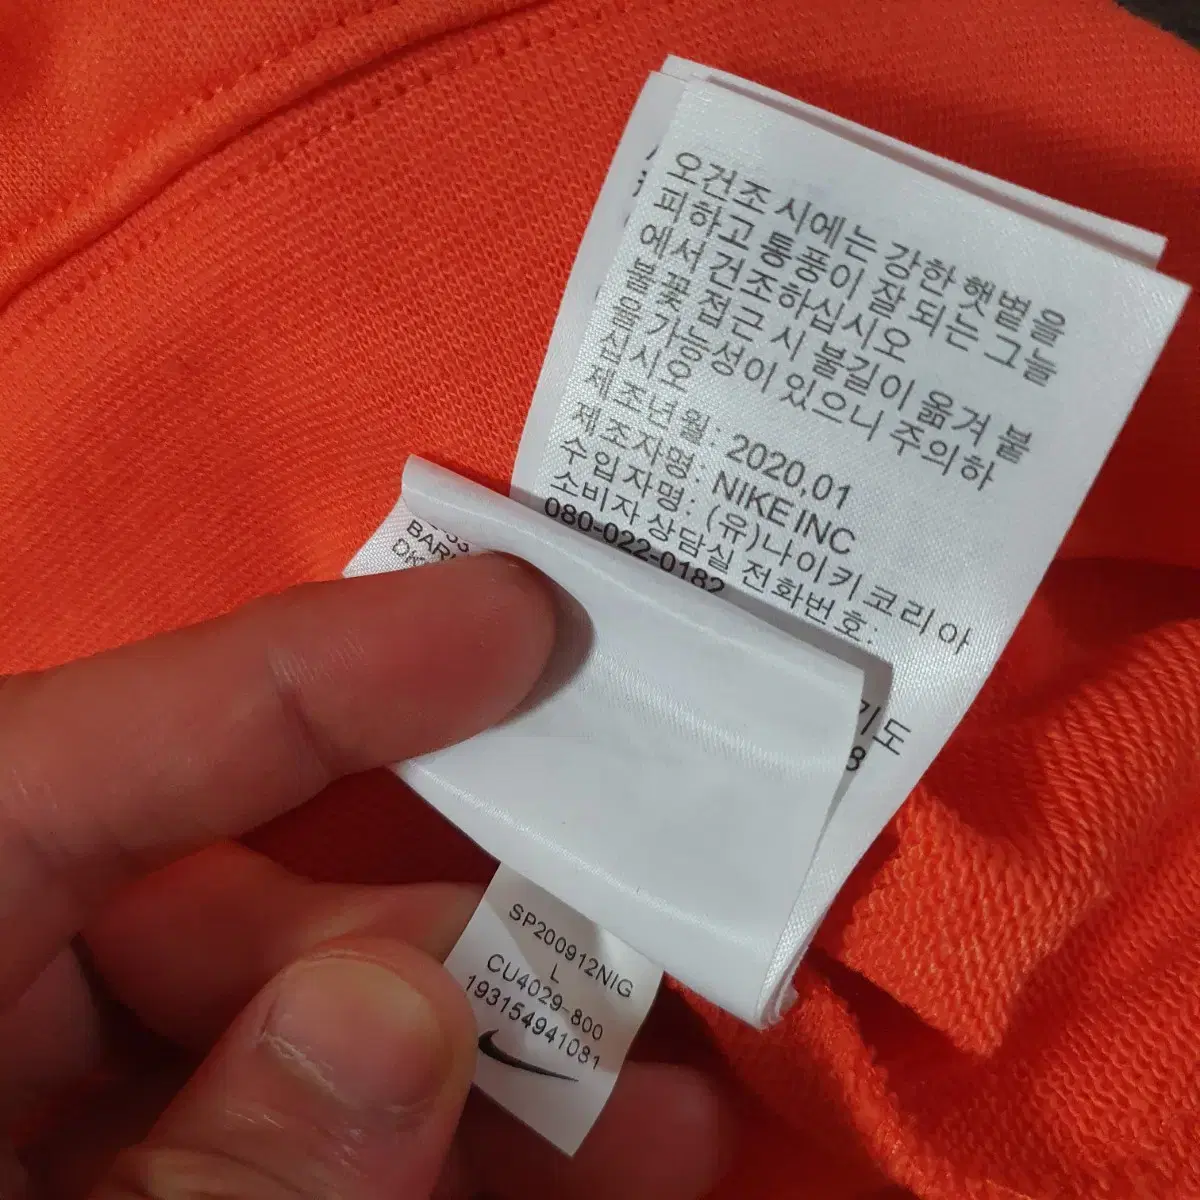 오건조 시에는 강한 햇볕을
피하고 통풍이 잘 되는 그늘
에서 건조하십시오
불꽃 접근 시 불길이 옮겨 붙
을 가능성이 있으니 주의하
십시오
제조년월: 2020,01
제조자명: NIKE INC
수입자명: (유)나이키코리아
소비자상담실 전화번호:
080-022-0182
기도
8
BAR
SP200912NIG
L
CU4029-800
193154941081